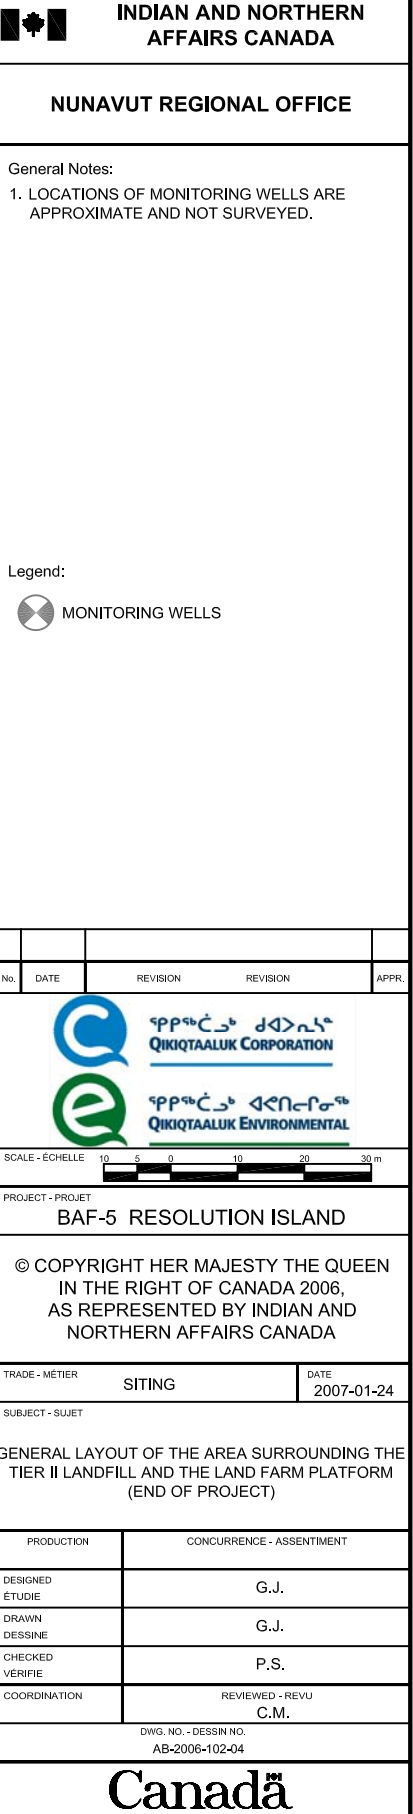 INDIAN AND NORTHERN
AFFAIRS CANADA
NUNAVUT REGIONAL OFFICE
General Notes:
1. LOCATIONS OF MONITORING WELLS ARE
APPROXIMATE AND NOT SURVEYED.
Legend:
MONITORING WELLS
No. DATE REVISION REVISION APPR.
ᕿᑭᖅᑖᓗᒃ ᑯᐊᐳᕇᓴᓐ
QIKIQTAALUK CORPORATION
ᕿᑭᖅᑖᓗᒃ ᐊᕙᑎᓕᒋᓂᖅ
QIKIQTAALUK ENVIRONMENTAL
SCALE - ÉCHELLE 10 5 0 10 20 30 m
PROJECT - PROJET
BAF-5 RESOLUTION ISLAND
© COPYRIGHT HER MAJESTY THE QUEEN
IN THE RIGHT OF CANADA 2006,
AS REPRESENTED BY INDIAN AND
NORTHERN AFFAIRS CANADA
TRADE - MÉTIER
SITING
DATE
2007-01-24
SUBJECT - SUJET
GENERAL LAYOUT OF THE AREA SURROUNDING THE
TIER II LANDFILL AND THE LAND FARM PLATFORM
(END OF PROJECT)
PRODUCTION CONCURRENCE - ASSENTIMENT
DESIGNED
ÉTUDIE
G.J.
DRAWN
DESSINE
G.J.
CHECKED
VÉRIFIE
P.S.
COORDINATION
REVIEWED - REVU
C.M.
DWG. NO. - DESSIN NO.
AB-2006-102-04
Canada